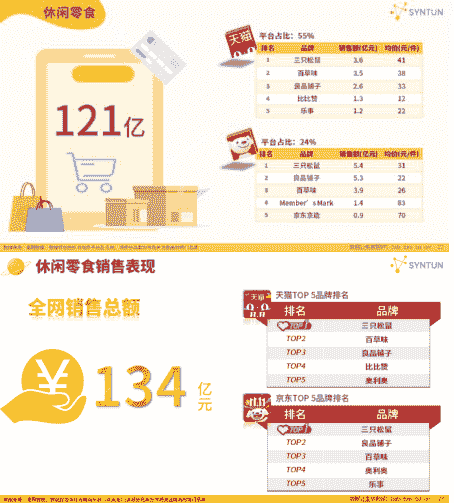 休闲零食
SYNTUN
121亿
天猫
平台占比：55%
排名 品牌 销售额(亿元) 均价(元/件)
1 三只松鼠 3.8 41
2 百草味 3.5 38
3 良品铺子 2.6 33
4 比比赞 1.3 12
5 乐事 1.2 22
平台占比：24%
排名 品牌 销售额(亿元) 均价(元/件)
1 三只松鼠 5.4 31
2 良品铺子 5.3 22
3 百草味 3.9 26
4 Member's Mark 1.4 83
5 京东京造 0.9 70
休闲零食销售表现
SYNTUN
全网销售总额
¥ 134 亿元
天猫
天猫TOP 5品牌排名
排名 品牌
TOP1 三只松鼠
TOP2 百草味
TOP3 良品铺子
TOP4 比比赞
TOP5 奥利奥
京东TOP 5品牌排名
排名 品牌
TOP1 三只松鼠
TOP2 良品铺子
TOP3 百草味
TOP4 奥利奥
TOP5 乐事